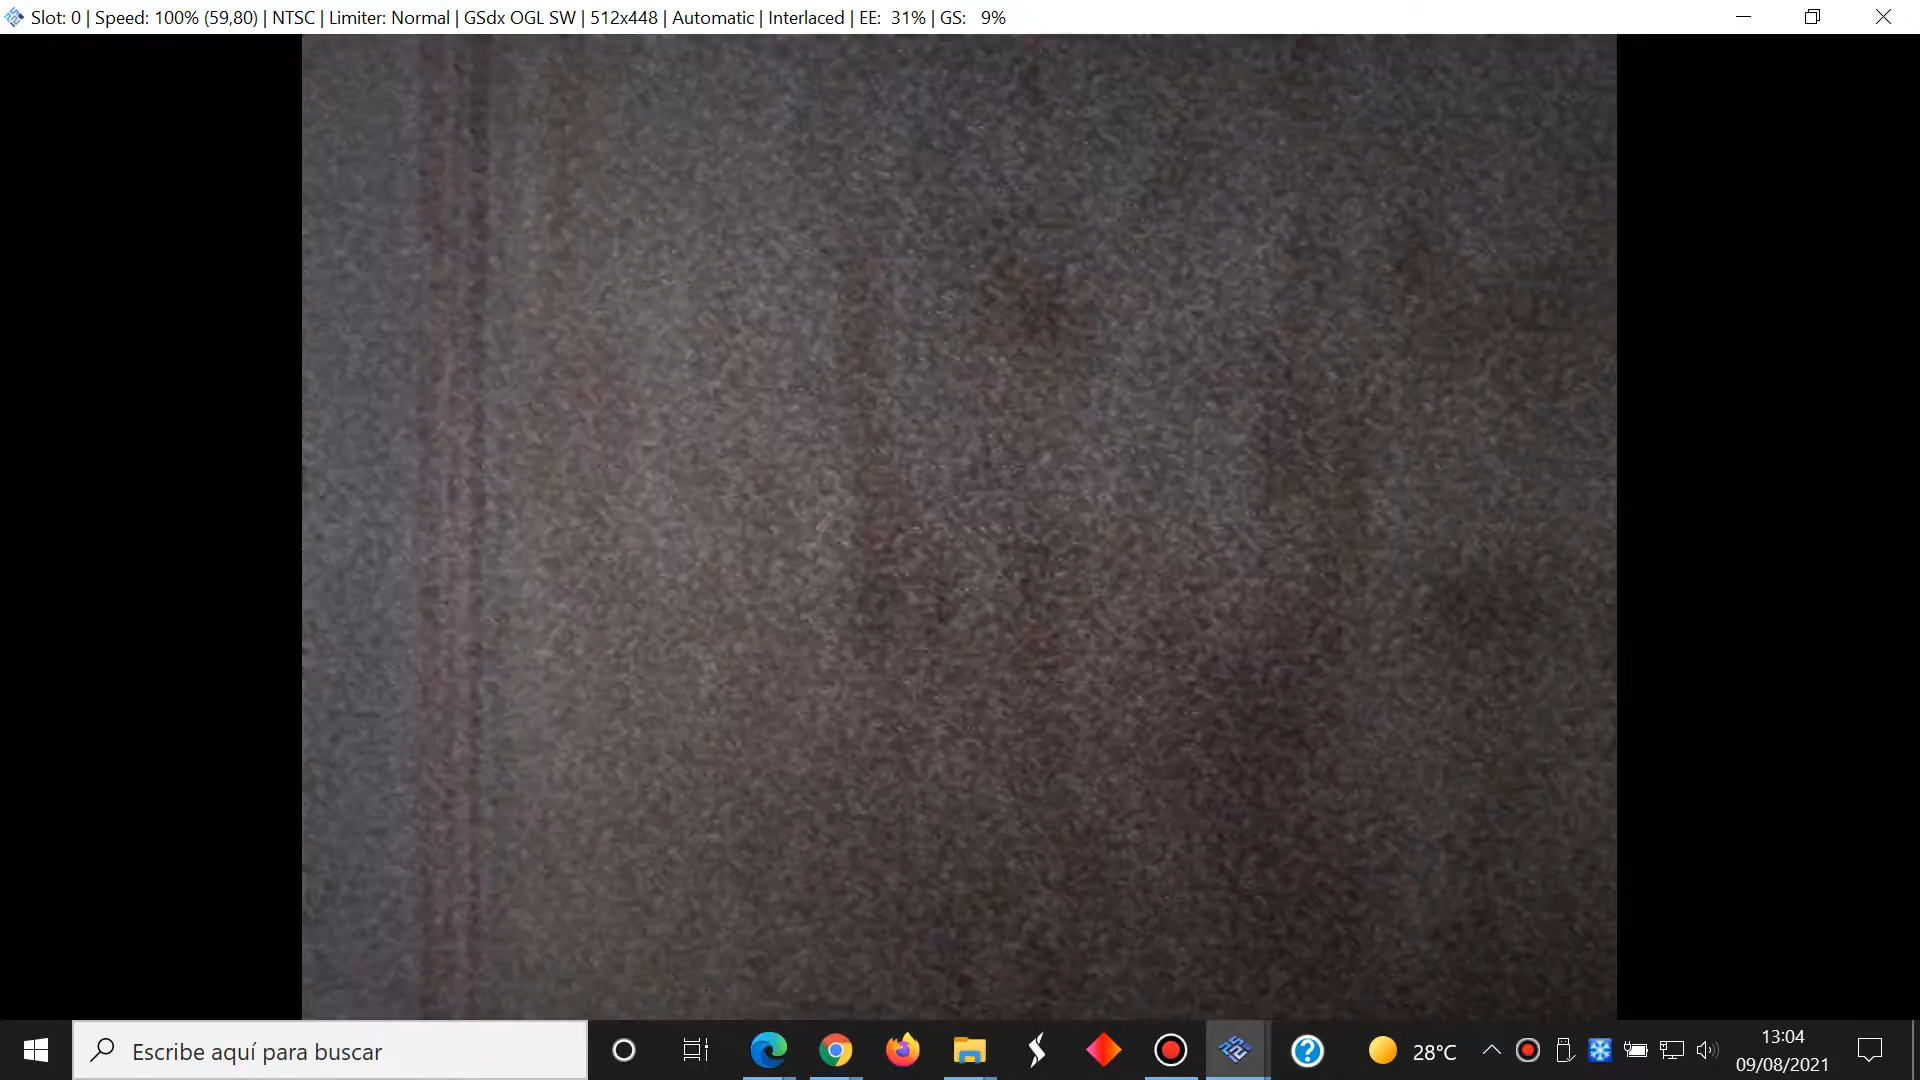 Slot: 0 | Speed: 100% (59,80) | NTSC | Limiter: Normal | GSdx OGL SW | 512x448 | Automatic | Interlaced | EE:  31% | GS:   9%
Escribe aquí para buscar
28°C
13:04
09/08/2021